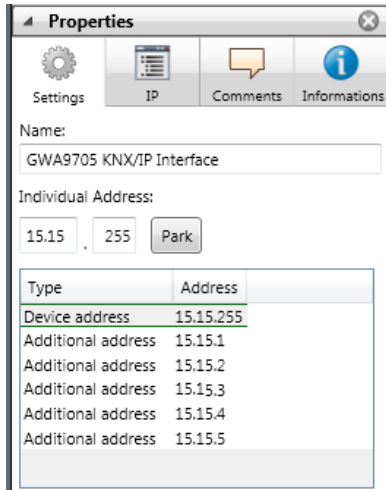 Properties
Settings IP Comments Informations
Name:
GWA9705 KNX/IP Interface
Individual Address:
15.15 . 255 Park
Type Address
Device address 15.15.255
Additional address 15.15.1
Additional address 15.15.2
Additional address 15.15.3
Additional address 15.15.4
Additional address 15.15.5